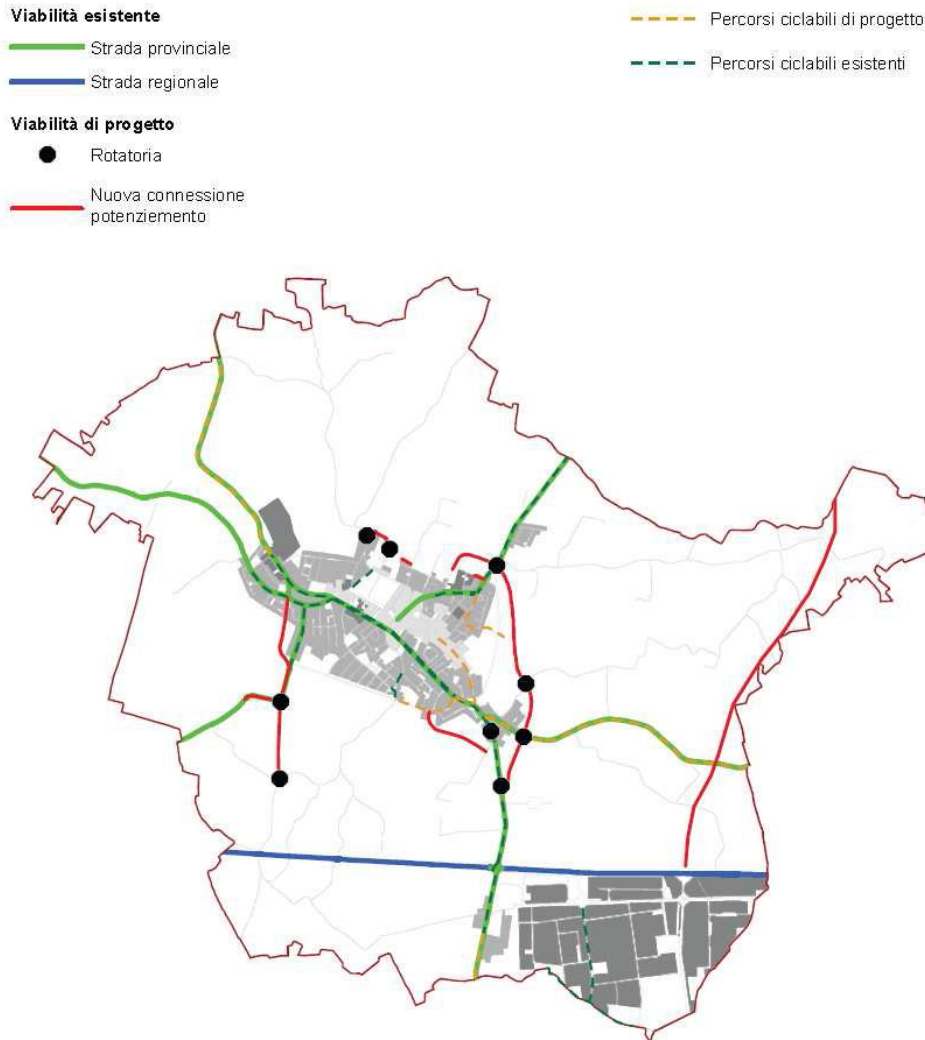 Viabilità esistente
Strada provinciale
Strada regionale
Viabilità di progetto
Rotatoria
Nuova connessione
potenziemento
Percorsi ciclabili di progetto
Percorsi ciclabili esistenti